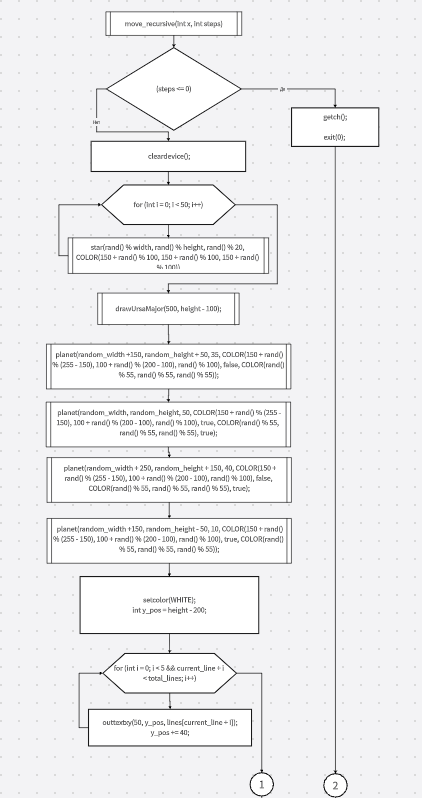 move_recursive(int x, int steps)
(steps <= 0)
Да
Нет
getch();
exit(0);
cleardevice();
for (int i = 0; i < 50; i++)
star(rand() % width, rand() % height, rand() % 20,
COLOR(150 + rand() % 100, 150 + rand() % 100, 150 + rand()
% 100))
drawUrsaMajor(500, height - 100);
planet(random_width +150, random_height + 50, 35, COLOR(150 + rand()
% (255 - 150), 100 + rand() % (200 - 100), rand() % 100), false, COLOR(rand()
% 55, rand() % 55, rand() % 55));
planet(random_width, random_height, 50, COLOR(150 + rand() % (255 -
150), 100 + rand() % (200 - 100), rand() % 100), true, COLOR(rand() % 55,
rand() % 55, rand() % 55), true);
planet(random_width + 250, random_height + 150, 40, COLOR(150 +
rand() % (255 - 150), 100 + rand() % (200 - 100), rand() % 100), false,
COLOR(rand() % 55, rand() % 55, rand() % 55), true);
planet(random_width +150, random_height - 50, 10, COLOR(150 + rand()
% (255 - 150), 100 + rand() % (200 - 100), rand() % 100), true, COLOR(rand()
% 55, rand() % 55, rand() % 55));
setcolor(WHITE);
int y_pos = height - 200;
for (int i = 0; i < 5 && current_line + i
< total_lines; i++)
outtextxy(50, y_pos, lines[current_line + i]);
y_pos += 40;
1
2